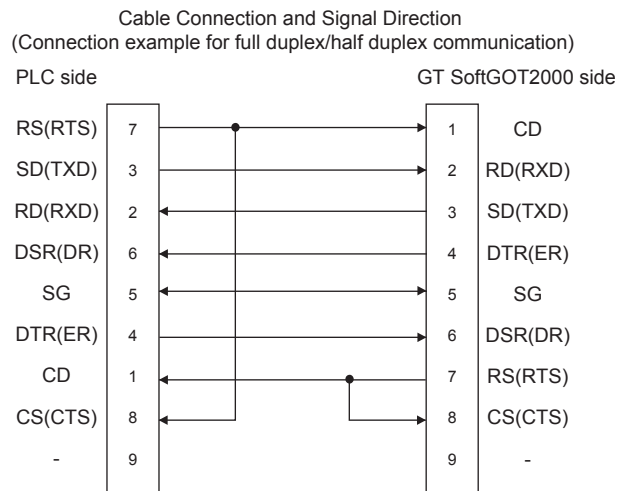 Cable Connection and Signal Direction
(Connection example for full duplex/half duplex communication)
PLC side GT SoftGOT2000 side
RS(RTS) 7 1 CD
SD(TXD) 3 2 RD(RXD)
RD(RXD) 2 3 SD(TXD)
DSR(DR) 6 4 DTR(ER)
SG 5 5 SG
DTR(ER) 4 6 DSR(DR)
CD 1 7 RS(RTS)
CS(CTS) 8 8 CS(CTS)
- 9 9 -